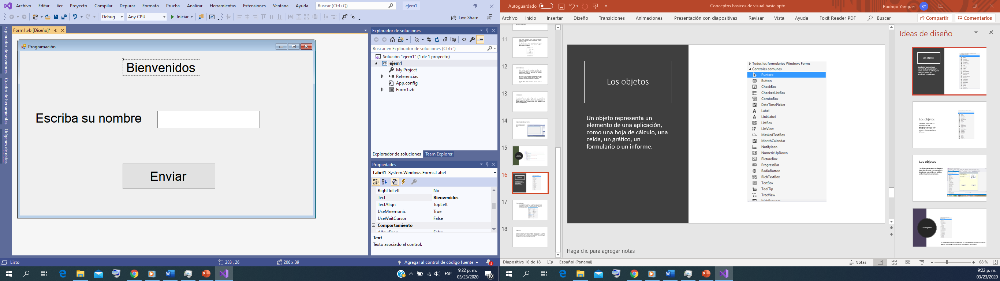 Archivo Editar Ver Proyecto Compilar Depurar Formato Prueba Analizar Herramientas Extensiones Ventana Ayuda Buscar (Ctrl+Q) ejem1
Debug Any CPU Iniciar Live Share
Form1.vb [Diseño]*
Explorador de servidores
Cuadro de herramientas
Orígenes de datos
Programación
Bienvenidos
Escriba su nombre
Enviar
Explorador de soluciones
Buscar en Explorador de soluciones (Ctrl+´)
Solución "ejem1" (1 de 1 proyecto)
VB ejem1
My Project
Referencias
App.config
Form1.vb
Explorador de soluciones Team Explorer
Propiedades
Label1 System.Windows.Forms.Label
RightToLeft No
Text Bienvenidos
TextAlign TopLeft
UseMnemonic True
UseWaitCursor False
Comportamiento
AllowDrop False
Text
Texto asociado al control.
Listo 283 , 26 206 x 39 Agregar al control de código fuente 3
ESP 9:22 p. m.
03/23/2020 10
Autoguardado Conceptos basicos de visual basic.pptx Rodrigo Yanguez RY
Archivo Inicio Insertar Diseño Transiciones Animaciones Presentación con diapositivas Revisar Vista Ayuda Foxit Reader PDF Buscar Compartir Comentarios
11
12
13
14
15
16
17
18
Los objetos
Un objeto representa un
elemento de una aplicación,
como una hoja de cálculo, una
celda, un gráfico, un
formulario o un informe.
Todos los formularios Windows Forms
Controles comunes
Puntero
Button
CheckBox
CheckedListBox
ComboBox
DateTimePicker
Label
LinkLabel
ListBox
ListView
MaskedTextBox
MonthCalendar
NotifyIcon
NumericUpDown
PictureBox
ProgressBar
RadioButton
RichTextBox
TextBox
ToolTip
TreeView
WebBrowser
Haga clic para agregar notas
Ideas de diseño
Los objetos
Los objetos
Los objetos
Los objetos
Diapositiva 16 de 18 Español (Panamá) Notas 68 %
9:22 p. m.
03/23/2020